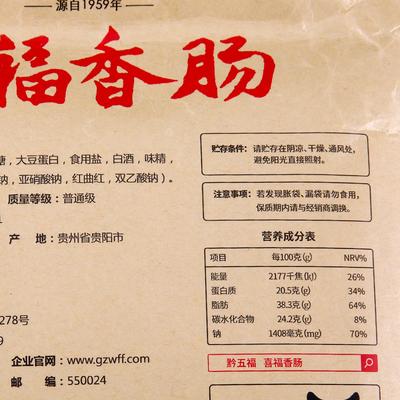 源自1959年
福香肠
糖，大豆蛋白，食用盐，白酒，味精，
钠，亚硝酸钠，红曲红，双乙酸钠）。
质量等级：普通级
产 地：贵州省贵阳市
278号
9
企业官网：www.gzwff.com
邮 编：550024
贮存条件：请贮存在阴凉、干燥、通风处，
避免阳光直接照射。
注意事项：若发现胀袋、漏袋请勿食用，
保质期内请与经销商调换。
营养成分表
项目 每100克(g) NRV%
能量 2177千焦(kJ) 26%
蛋白质 20.5克(g) 34%
脂肪 38.3克(g) 64%
碳水化合物 24.2克(g) 8%
钠 1408毫克(mg) 70%
黔五福 喜福香肠